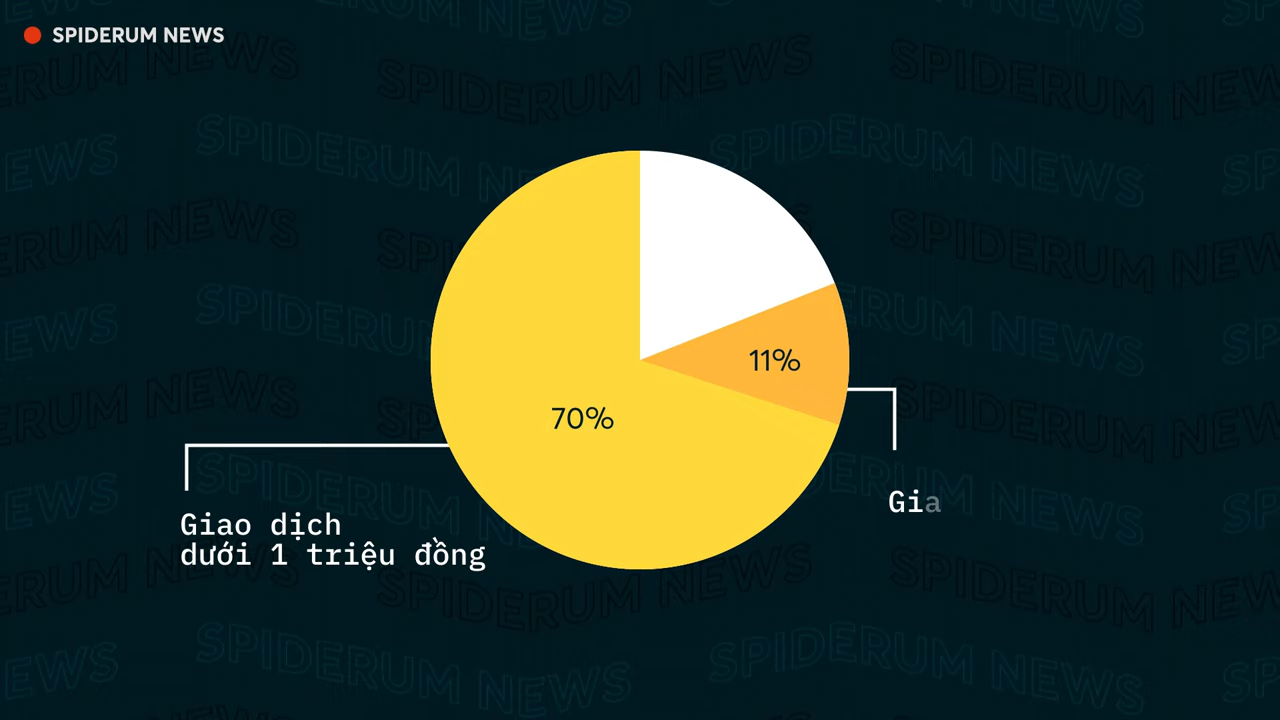 SPIDERUM NEWS
11%
70%
Gia
Giao dịch
dưới 1 triệu đồng